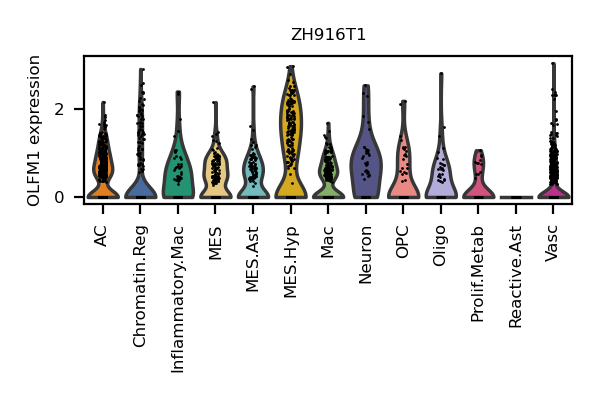 ZH916T1
OLFM1 expression
2
0
AC
Chromatin.Reg
Inflammatory.Mac
MES
MES.Ast
MES.Hyp
Mac
Neuron
OPC
Oligo
Prolif.Metab
Reactive.Ast
Vasc